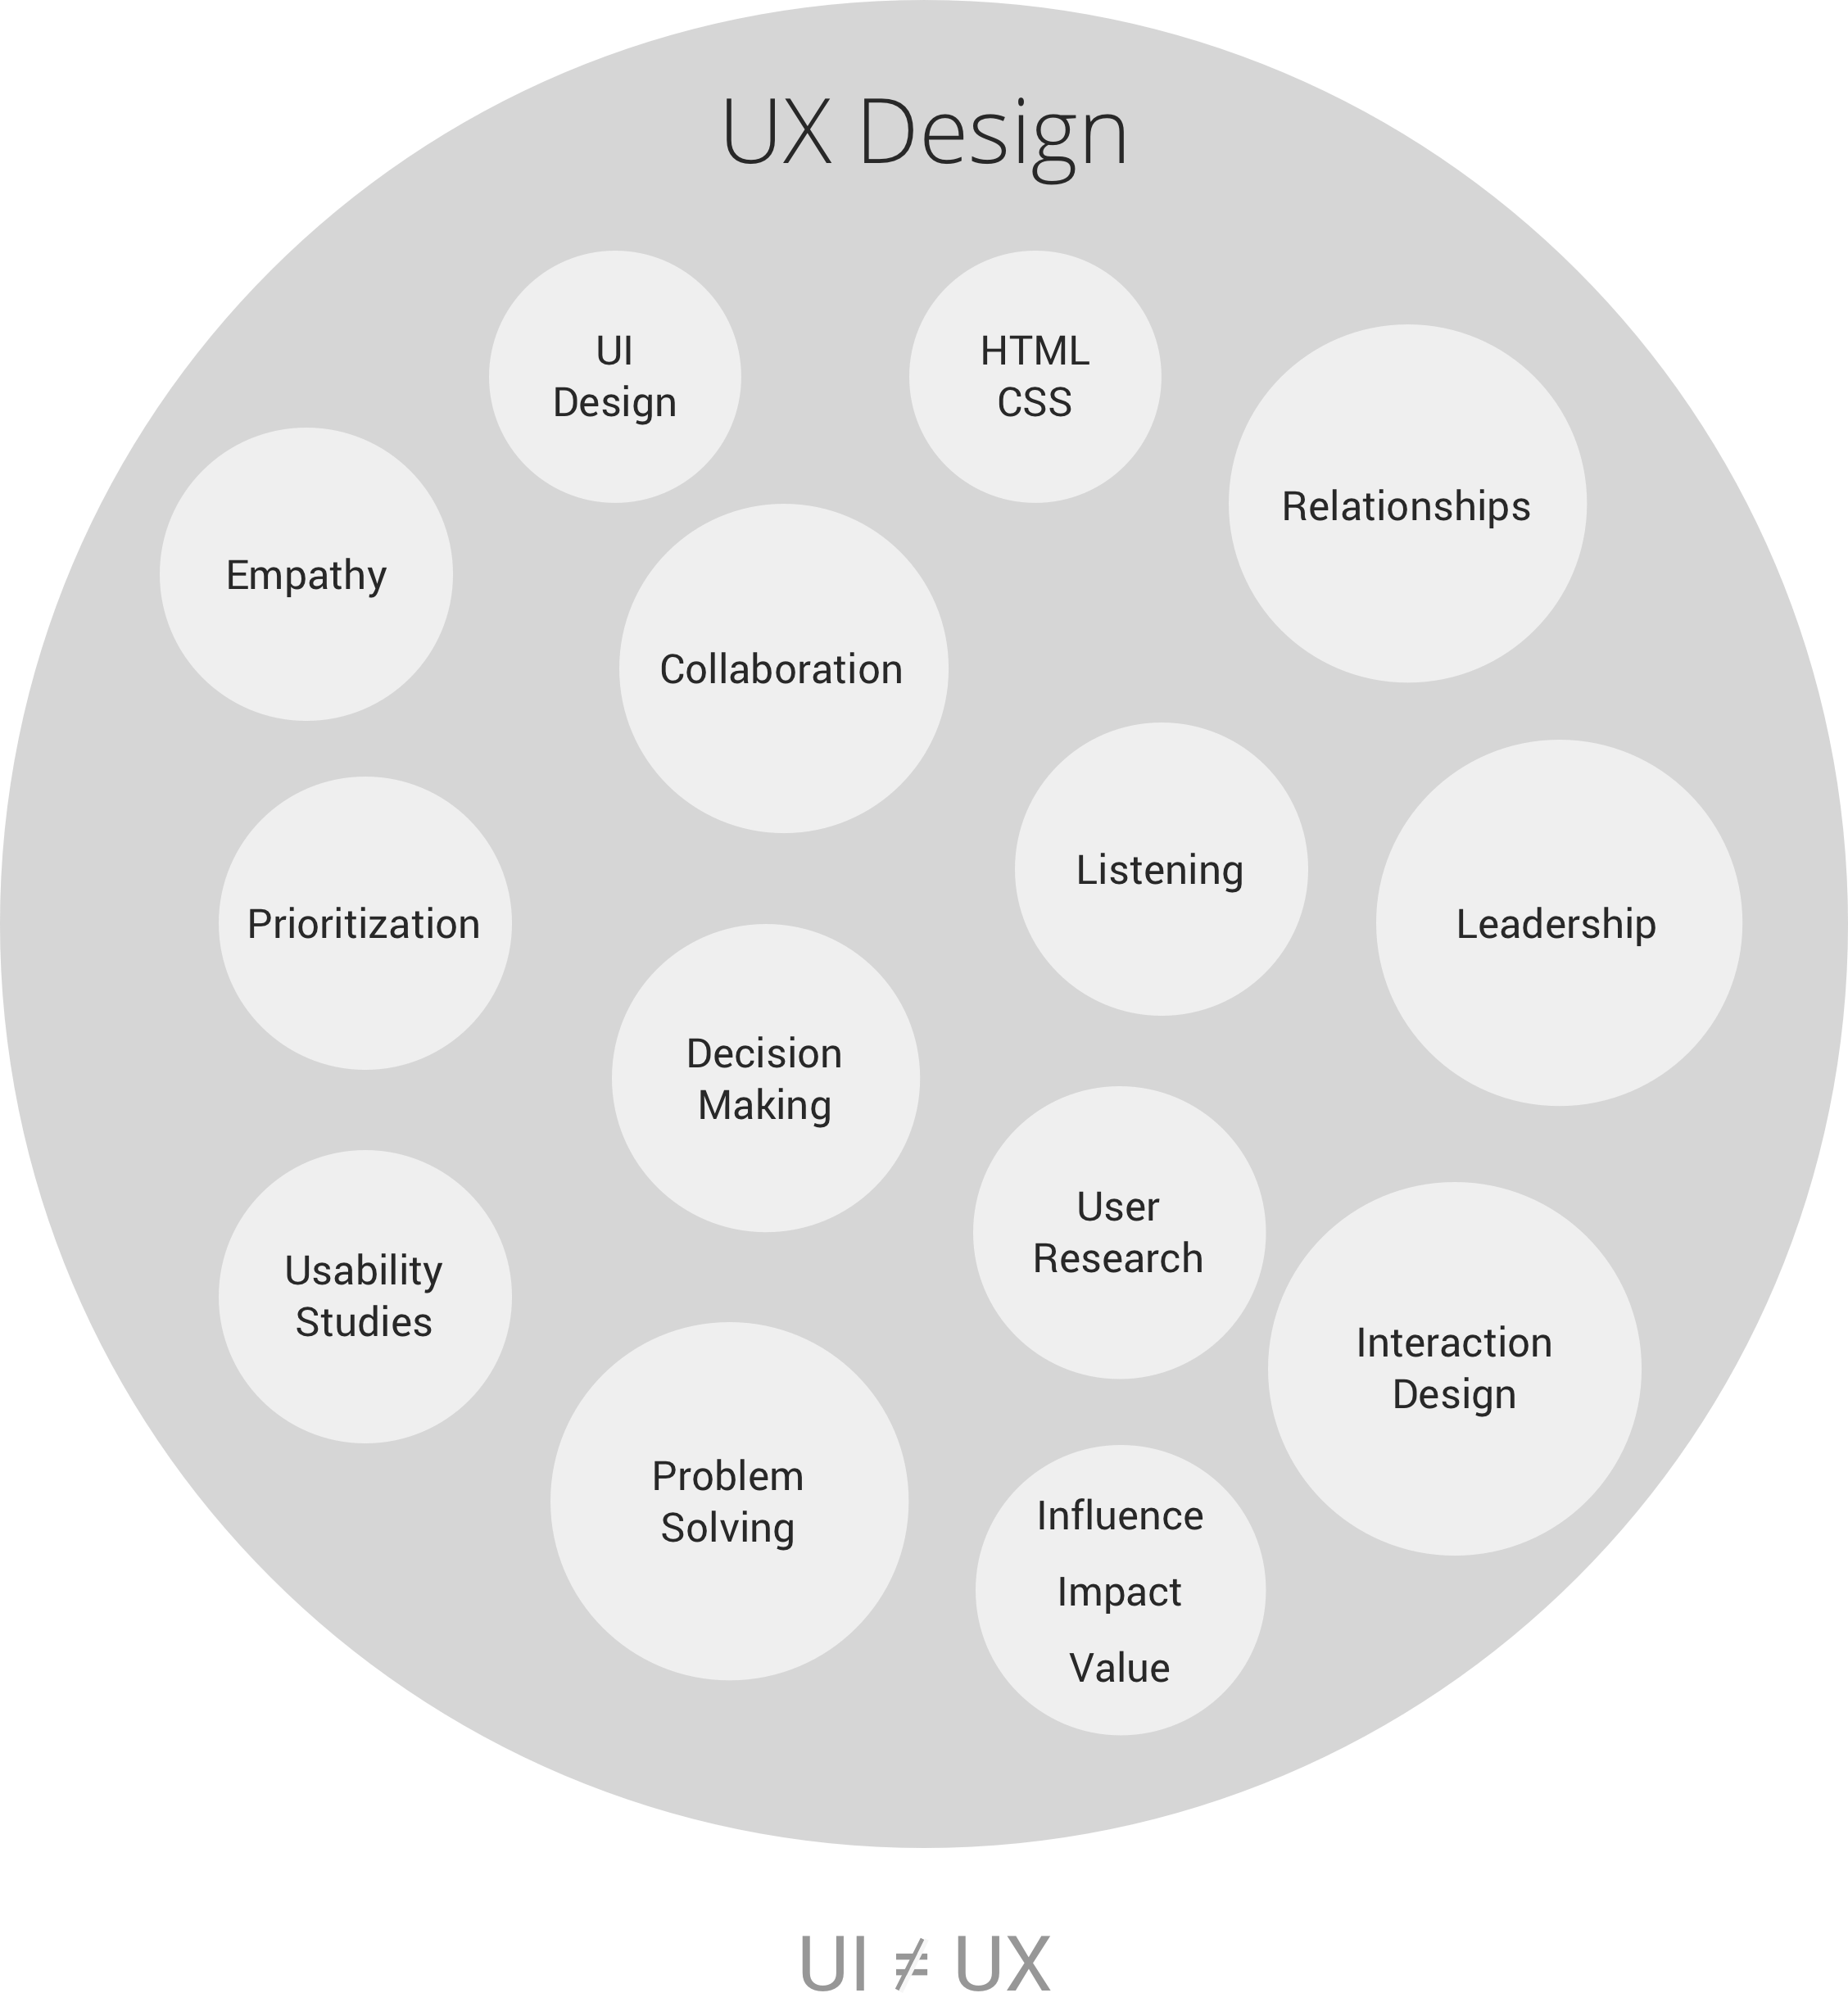 UX Design
UI
Design
HTML
CSS
Relationships
Empathy
Collaboration
Listening
Leadership
Prioritization
Decision
Making
User
Research
Usability
Studies
Interaction
Design
Problem
Solving
Influence
Impact
Value
UI ≠ UX